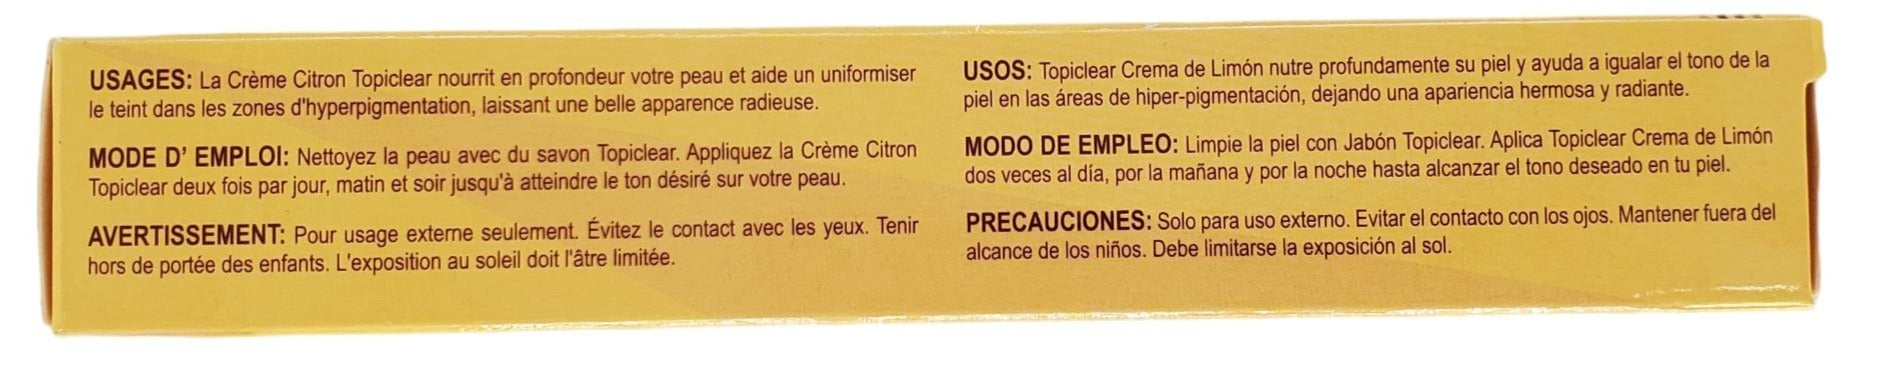 USAGES: La Crème Citron Topiclear nourrit en profondeur votre peau et aide un uniformiser
le teint dans les zones d'hyperpigmentation, laissant une belle apparence radieuse.
MODE D' EMPLOI: Nettoyez la peau avec du savon Topiclear. Appliquez la Crème Citron
Topiclear deux fois par jour, matin et soir jusqu'à atteindre le ton désiré sur votre peau.
AVERTISSEMENT: Pour usage externe seulement. Évitez le contact avec les yeux. Tenir
hors de portée des enfants. L'exposition au soleil doit l'âtre limitée.
USOS: Topiclear Crema de Limón nutre profundamente su piel y ayuda a igualar el tono de la
piel en las áreas de hiper-pigmentación, dejando una apariencia hermosa y radiante.
MODO DE EMPLEO: Limpie la piel con Jabón Topiclear. Aplica Topiclear Crema de Limón
dos veces al día, por la mañana y por la noche hasta alcanzar el tono deseado en tu piel.
PRECAUCIONES: Solo para uso externo. Evitar el contacto con los ojos. Mantener fuera del
alcance de los niños. Debe limitarse la exposición al sol.